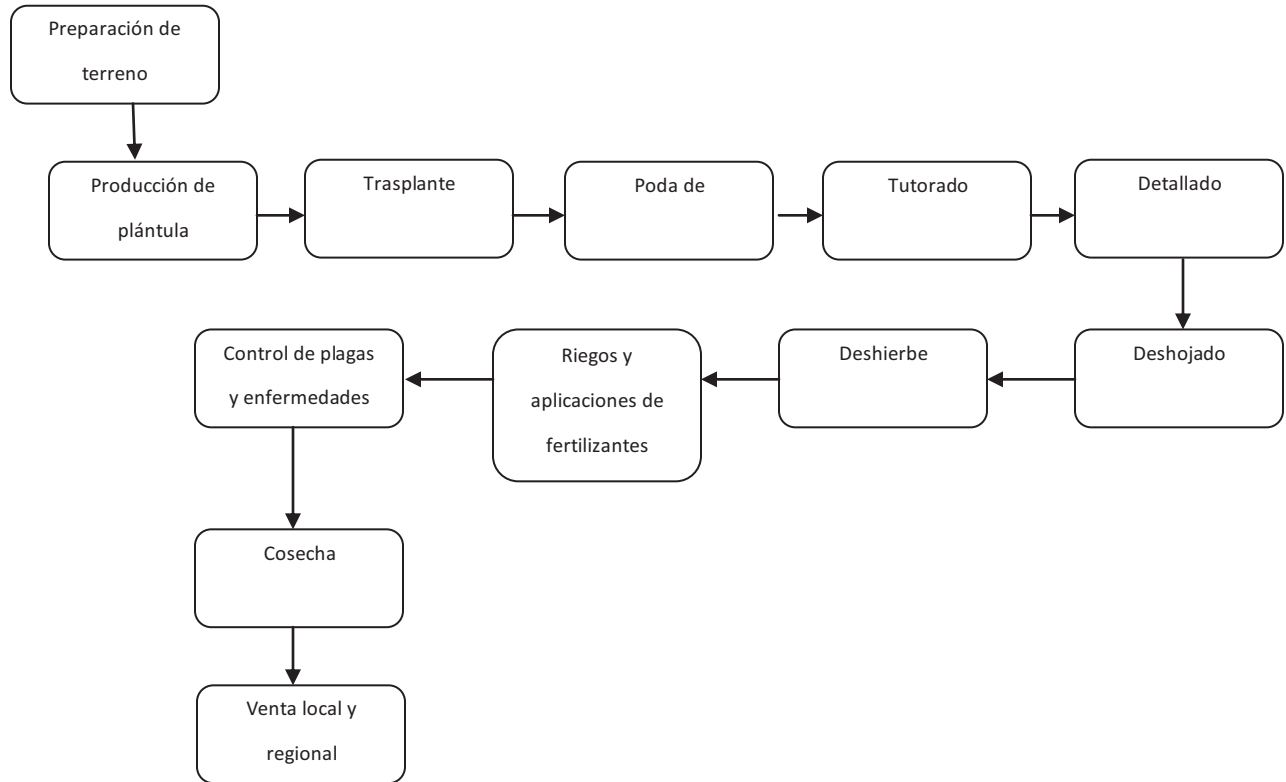 Preparación de
terreno
Producción de
plántula
Trasplante
Poda de
Tutorado
Detallado
Deshojado
Deshierbe
Riegos y
aplicaciones de
fertilizantes
Control de plagas
y enfermedades
Cosecha
Venta local y
regional